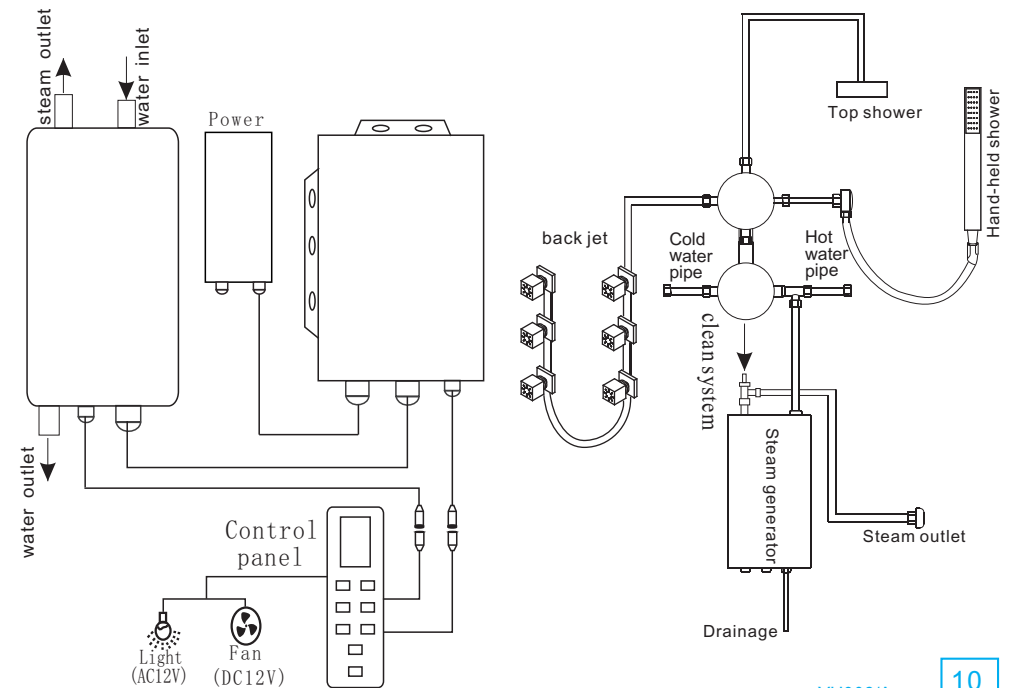 steam outlet
water inlet
Power
water outlet
Control
panel
Light
(AC12V)
Fan
(DC12V)
Top shower
Hand-held shower
back jet
Cold
water
pipe
Hot
water
pipe
clean system
Steam generator
Steam outlet
Drainage
10